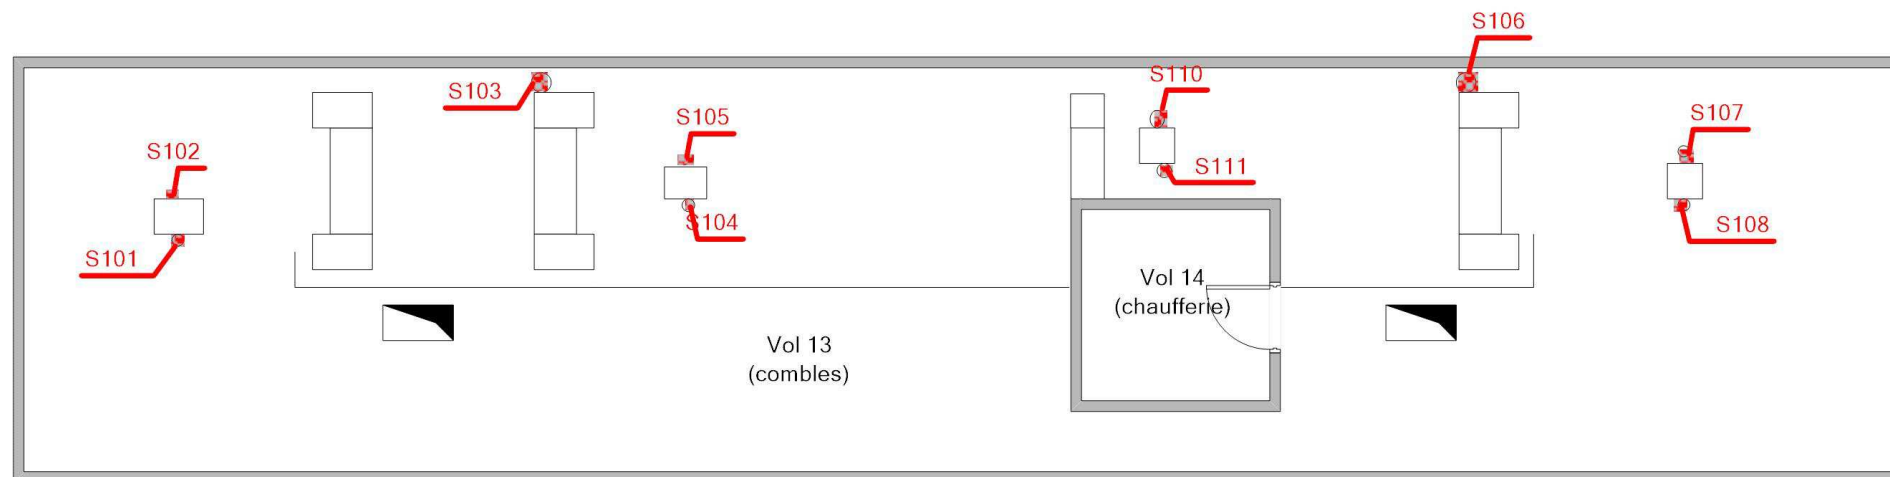 S106
S110
S103
S105
S107
S102
S111
S104
S108
S101
Vol 14
(chaufferie)
Vol 13
(combles)